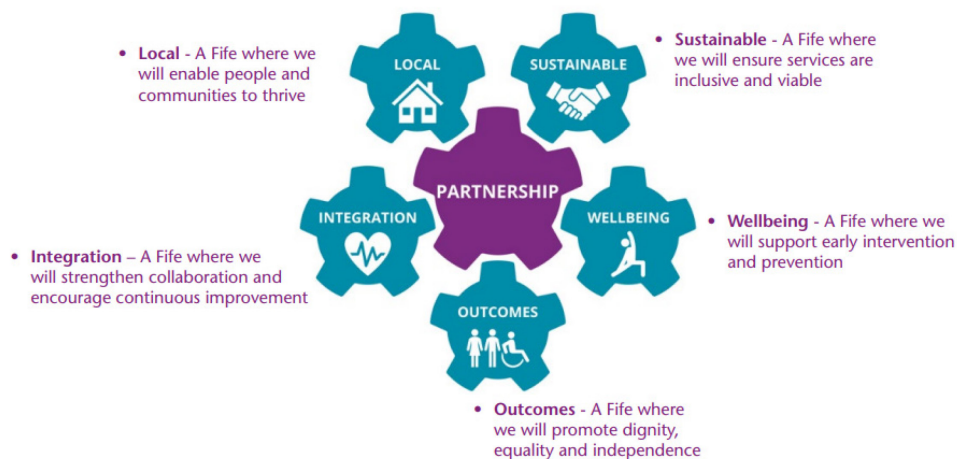 • Local - A Fife where we
will enable people and
communities to thrive
LOCAL
SUSTAINABLE
• Sustainable - A Fife where
we will ensure services are
inclusive and viable
PARTNERSHIP
INTEGRATION
WELLBEING
• Wellbeing - A Fife where we
will support early intervention
and prevention
• Integration – A Fife where we
will strengthen collaboration and
encourage continuous improvement
OUTCOMES
• Outcomes - A Fife where
we will promote dignity,
equality and independence